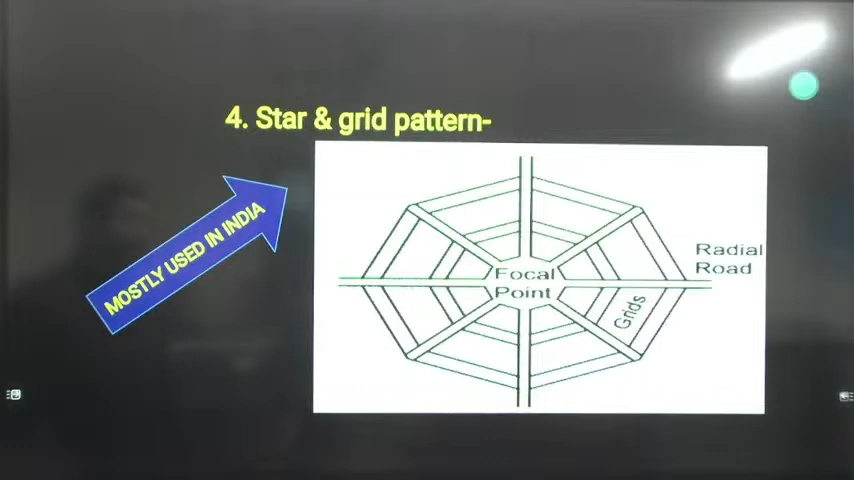 4. Star & grid pattern-
MOSTLY USED IN INDIA
Radial
Road
Focal
Point
Grids